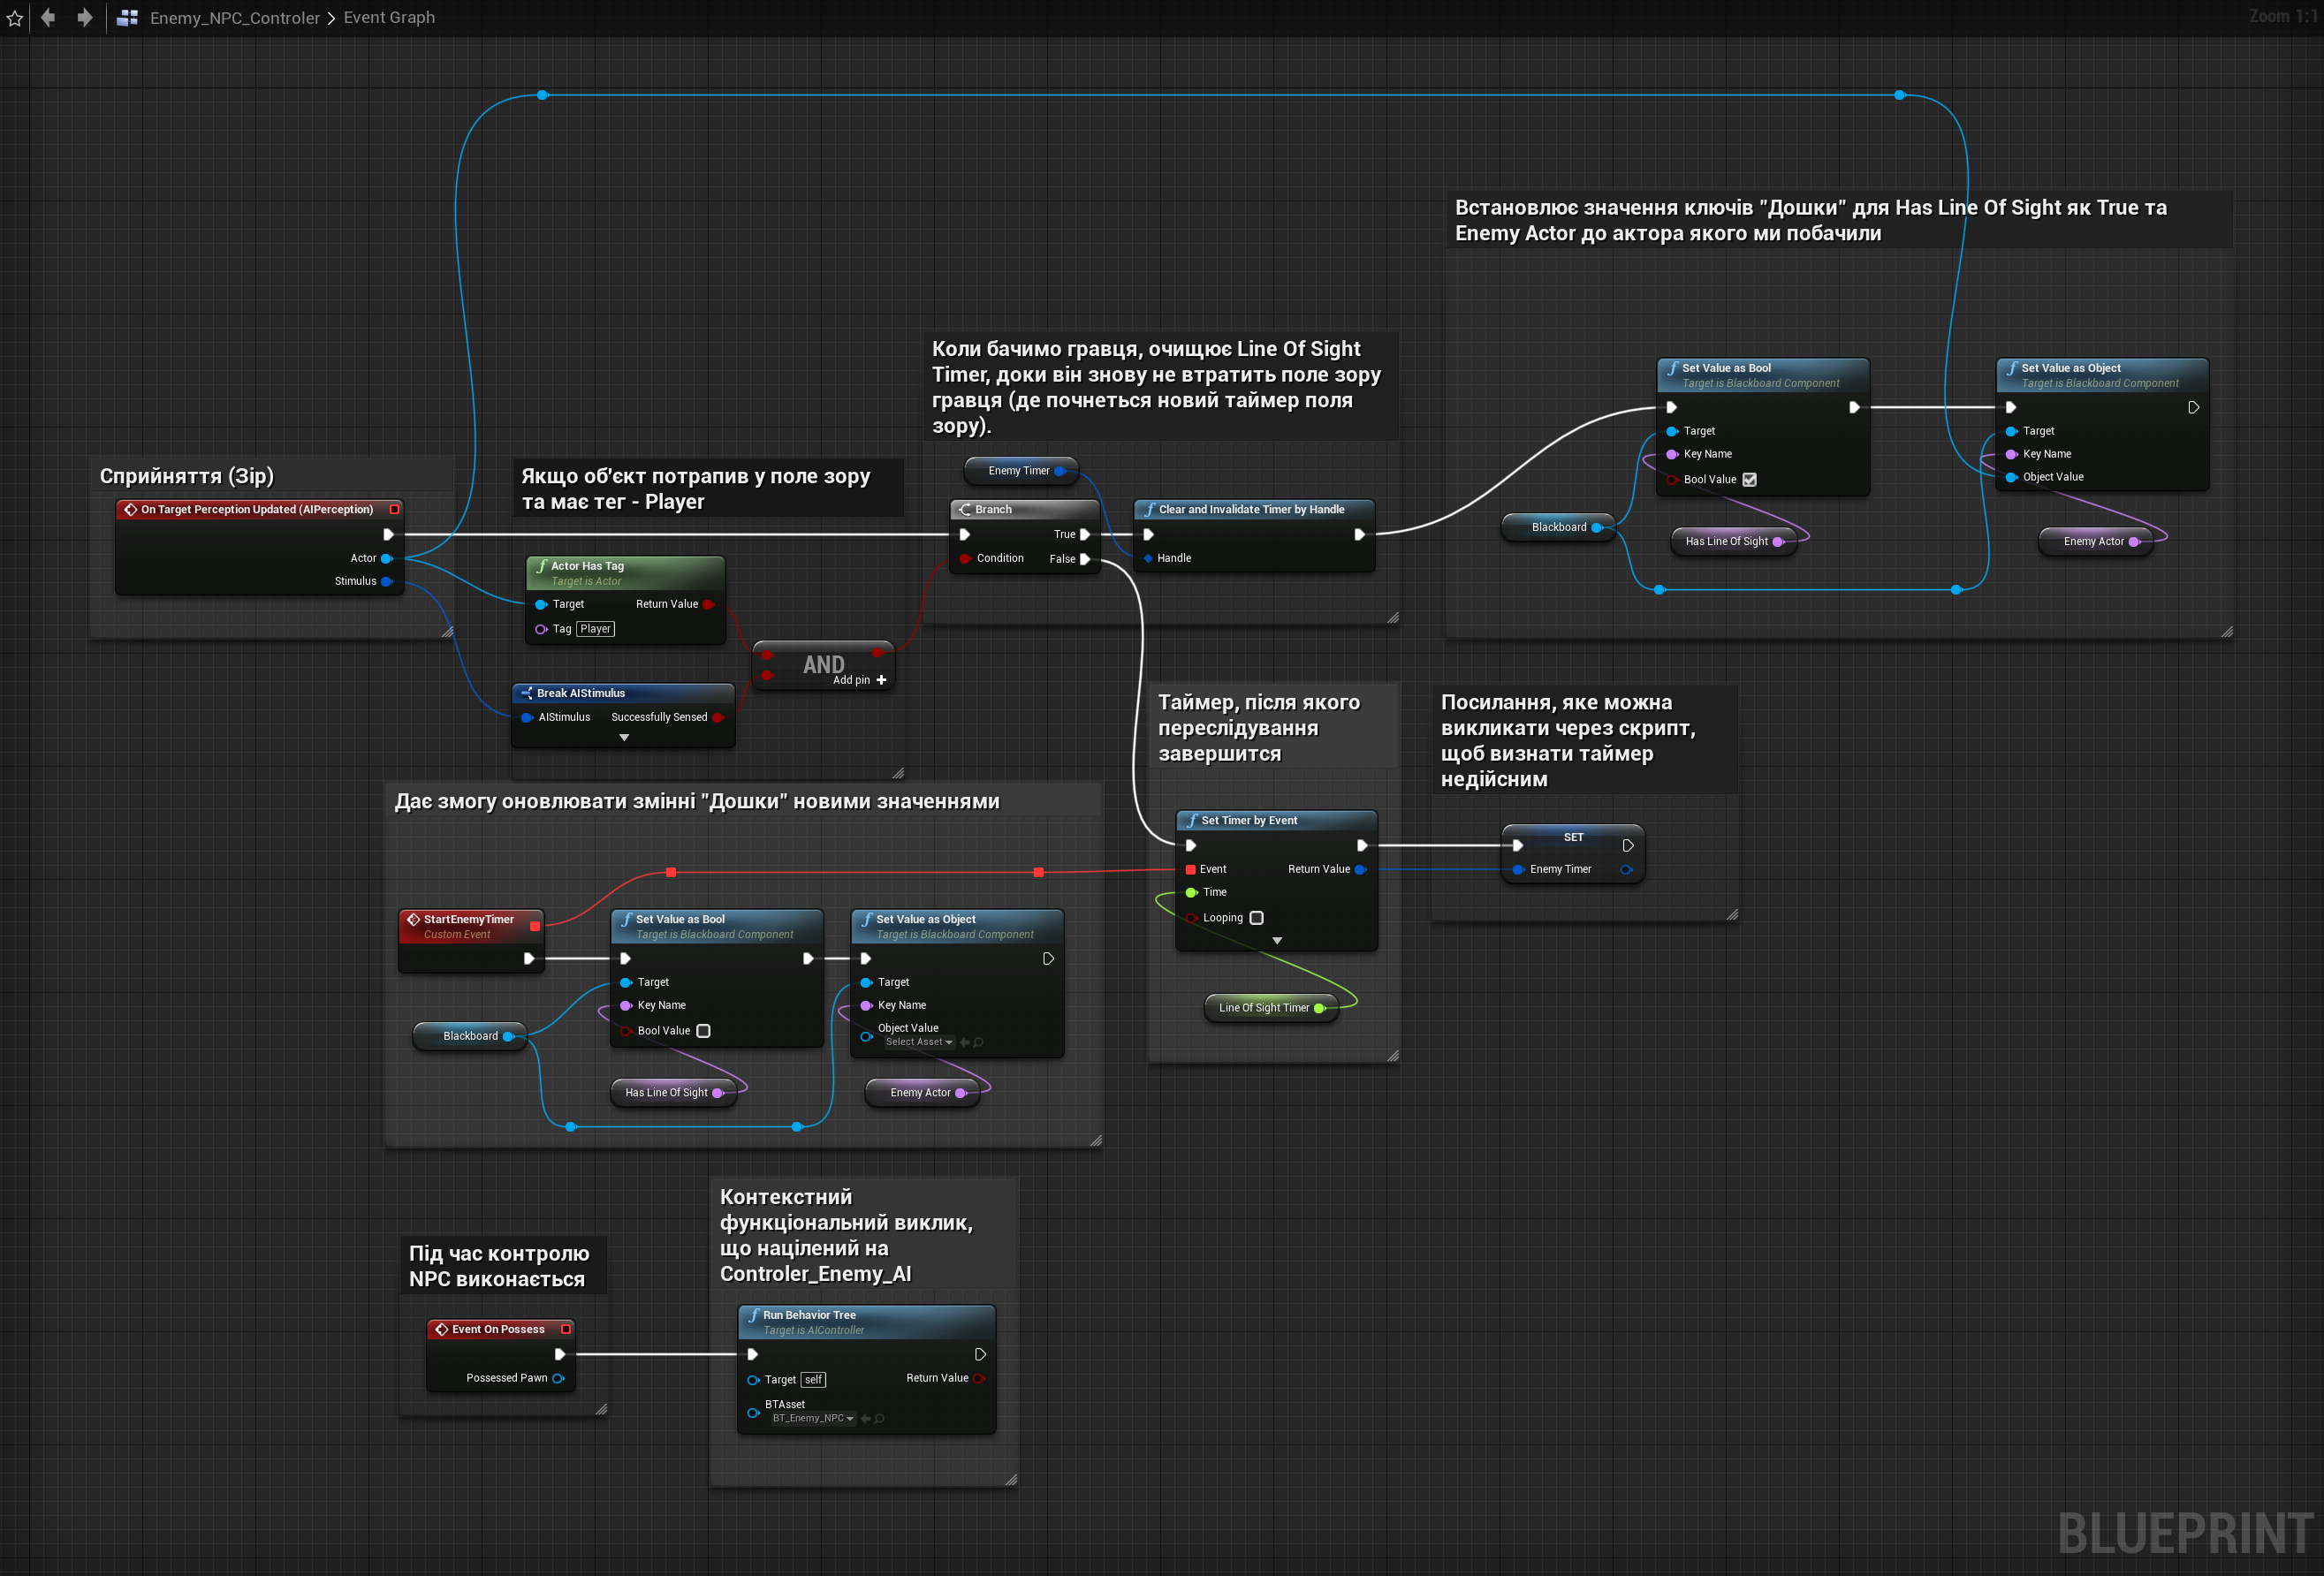 Enemy_NPC_Controler > Event Graph
Zoom 1:1
Встановлює значення ключів "Дошки" для Has Line Of Sight як True та
Enemy Actor до актора якого ми побачили
Set Value as Bool
Target is Blackboard Component
Target
Key Name
Bool Value
Set Value as Object
Target is Blackboard Component
Target
Key Name
Object Value
Blackboard
Has Line Of Sight
Enemy Actor
Коли бачимо гравця, очищює Line Of Sight
Timer, доки він знову не втратить поле зору
гравця (де почнеться новий таймер поля
зору).
Enemy Timer
Branch
True
Condition
False
Clear and Invalidate Timer by Handle
Handle
Сприйняття (Зір)
On Target Perception Updated (AIPerception)
Actor
Stimulus
Якщо об'єкт потрапив у поле зору
та має тег - Player
Actor Has Tag
Target is Actor
Target
Return Value
Tag Player
AND
Add pin
Break AIStimulus
AIStimulus
Successfully Sensed
Таймер, після якого
переслідування
завершится
Set Timer by Event
Event
Return Value
Time
Looping
Line Of Sight Timer
Посилання, яке можна
викликати через скрипт,
щоб визнати таймер
недійсним
SET
Enemy Timer
Дає змогу оновлювати змінні "Дошки" новими значеннями
StartEnemyTimer
Custom Event
Set Value as Bool
Target is Blackboard Component
Target
Key Name
Bool Value
Set Value as Object
Target is Blackboard Component
Target
Key Name
Object Value
Select Asset
Blackboard
Has Line Of Sight
Enemy Actor
Під час контролю
NPC виконається
Event On Possess
Possessed Pawn
Контекстний
функціональний виклик,
що націлений на
Controler_Enemy_AI
Run Behavior Tree
Target is AIController
Target self
Return Value
BTAsset
BT_Enemy_NPC
BLUEPRINT